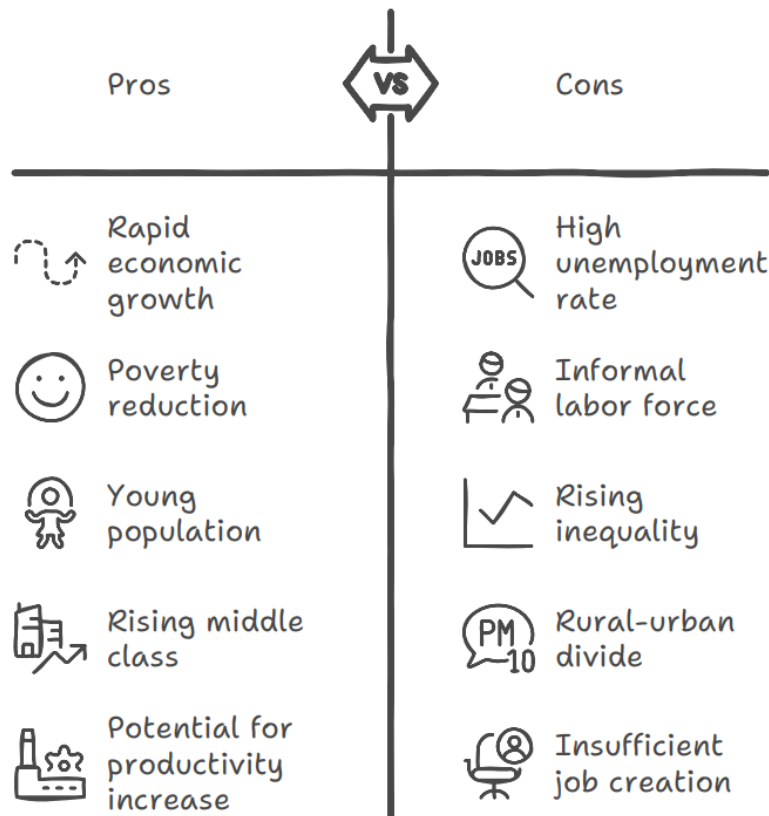 Pros
VS
Cons
Rapid
economic
growth
JOBS
High
unemployment
rate
Poverty
reduction
Informal
labor force
Young
population
Rising
inequality
Rising middle
class
PM
10
Rural-urban
divide
Potential for
productivity
increase
Insufficient
job creation